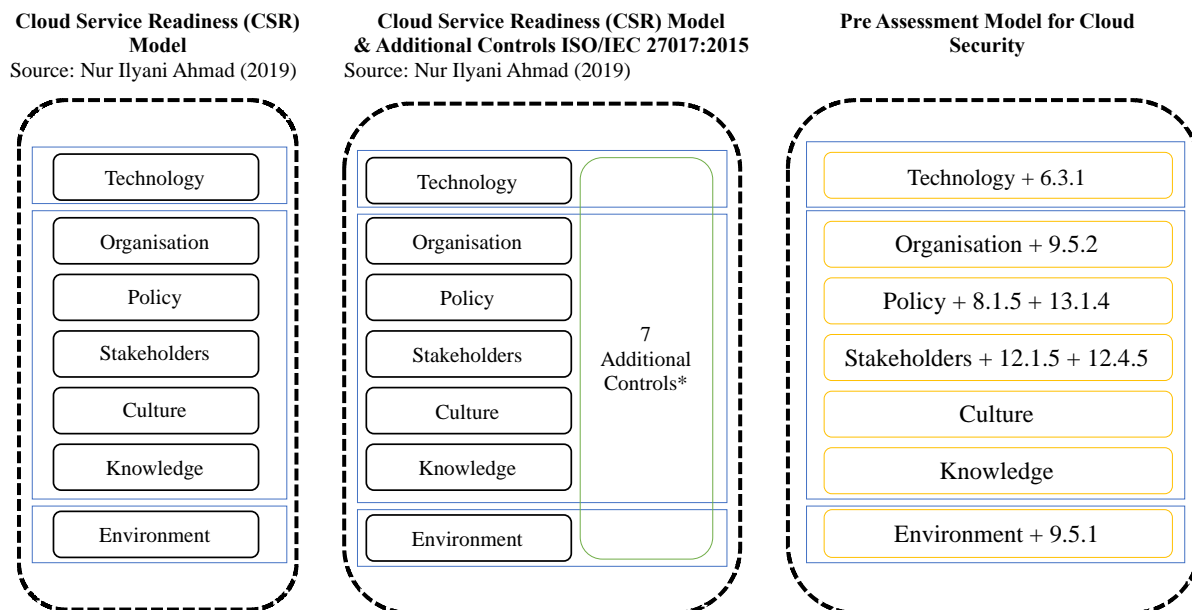 Cloud Service Readiness (CSR)
Model
Source: Nur Ilyani Ahmad (2019)
Technology
Organisation
Policy
Stakeholders
Culture
Knowledge
Environment
Cloud Service Readiness (CSR) Model
& Additional Controls ISO/IEC 27017:2015
Source: Nur Ilyani Ahmad (2019)
Technology
Organisation
Policy
Stakeholders
Culture
Knowledge
Environment
7
Additional
Controls*
Pre Assessment Model for Cloud
Security
Technology + 6.3.1
Organisation + 9.5.2
Policy + 8.1.5 + 13.1.4
Stakeholders + 12.1.5 + 12.4.5
Culture
Knowledge
Environment + 9.5.1